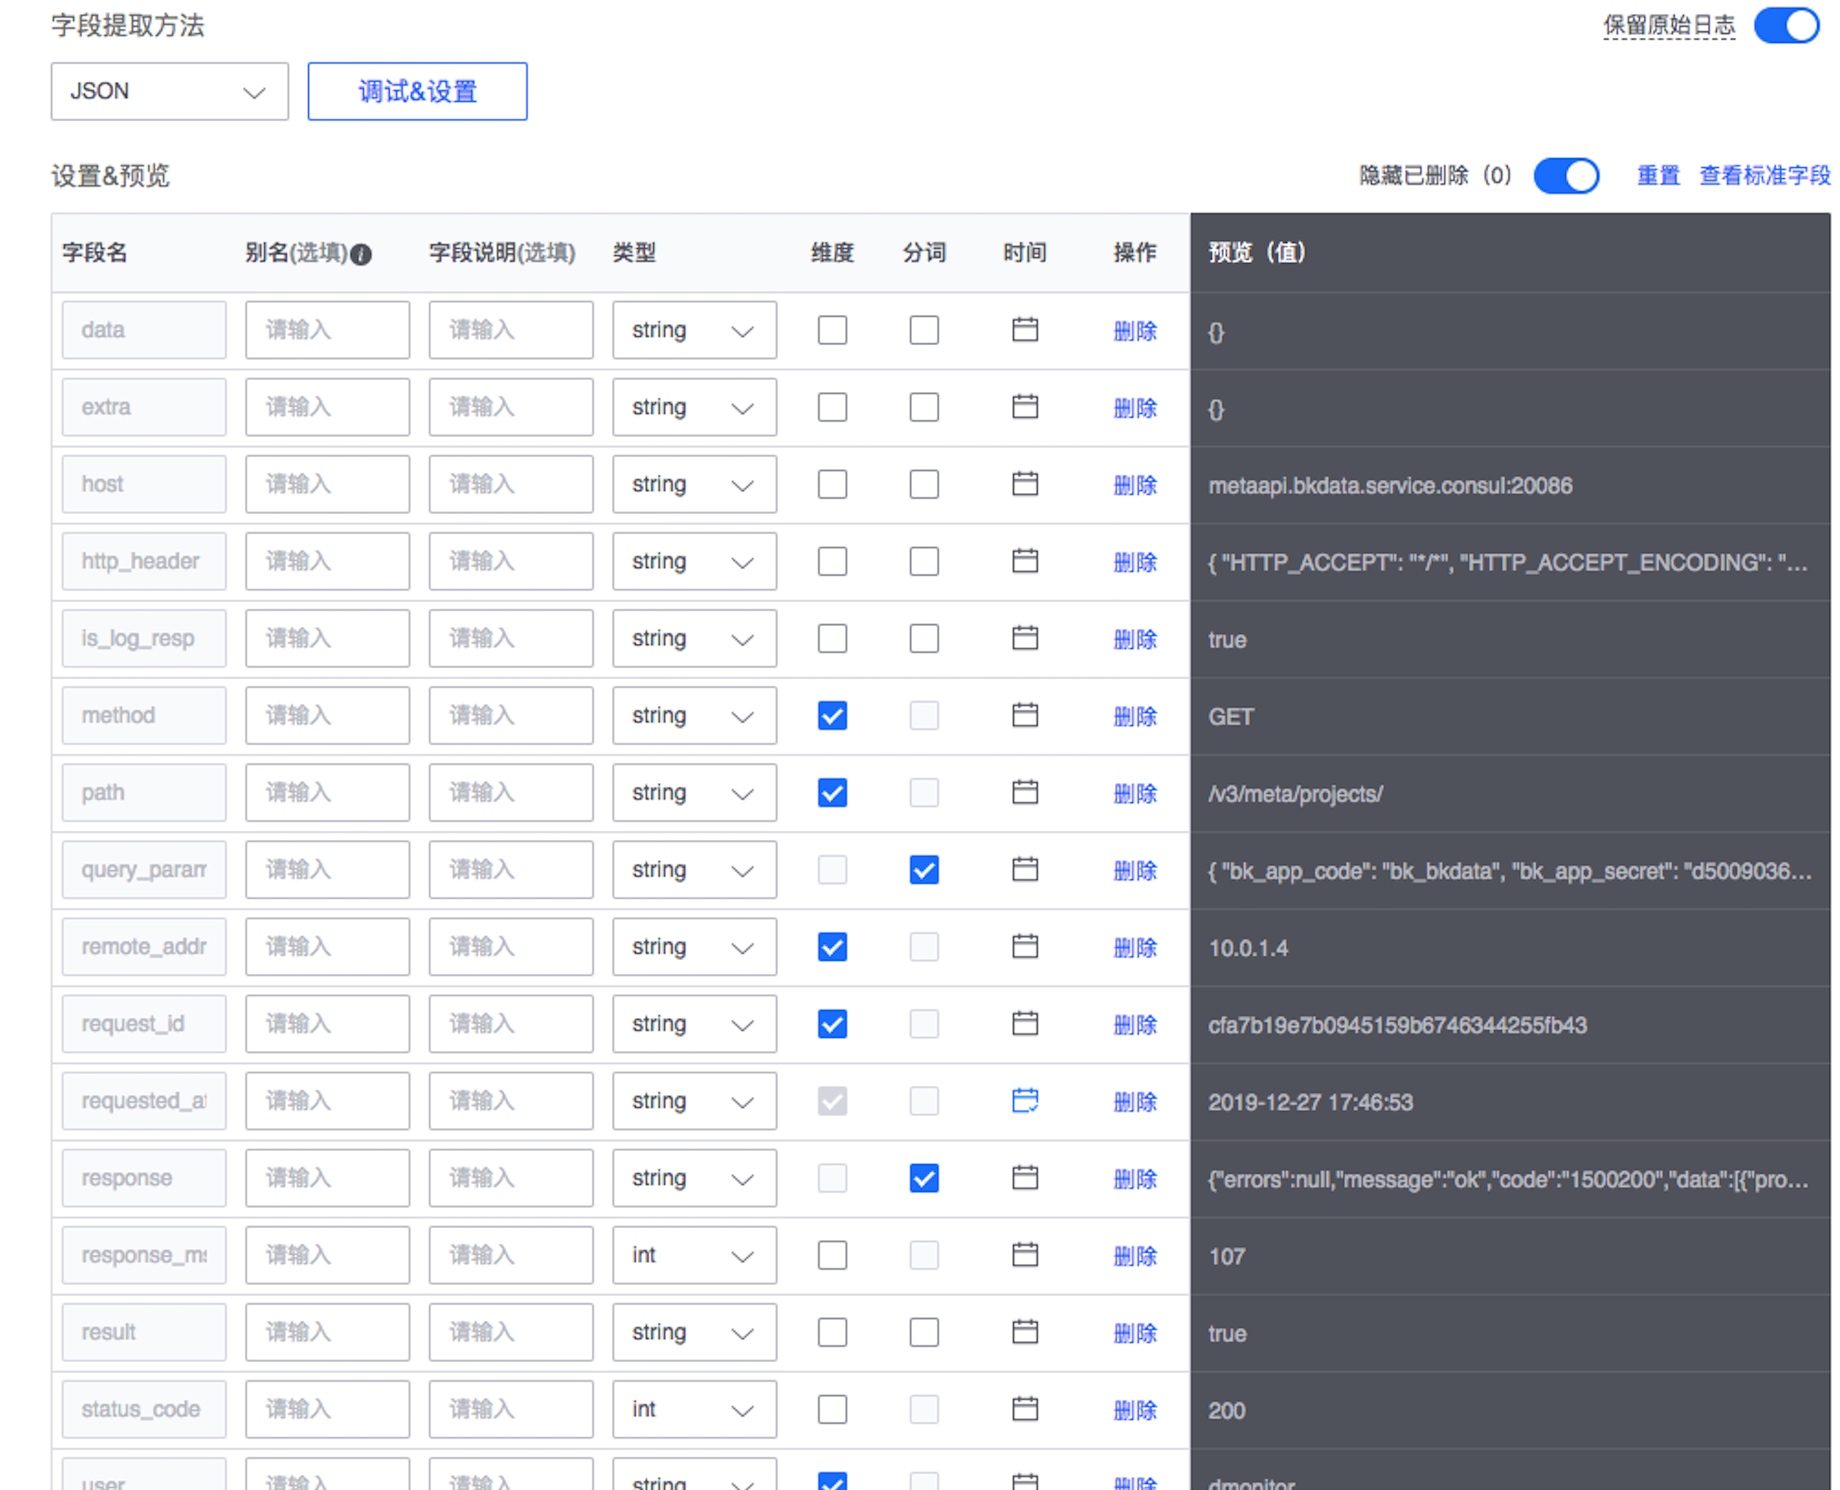 字段提取方法 保留原始日志
JSON 调试&设置
设置&预览 隐藏已删除 (0) 重置 查看标准字段
字段名 别名(选填) 字段说明(选填) 类型 维度 分词 时间 操作 预览（值）
data 请输入 请输入 string 删除 {}
extra 请输入 请输入 string 删除 {}
host 请输入 请输入 string 删除 metaapi.bkdata.service.consul:20086
http_header 请输入 请输入 string 删除 { "HTTP_ACCEPT": "*/*", "HTTP_ACCEPT_ENCODING": "...
is_log_resp 请输入 请输入 string 删除 true
method 请输入 请输入 string 删除 GET
path 请输入 请输入 string 删除 /v3/meta/projects/
query_param 请输入 请输入 string 删除 { "bk_app_code": "bk_bkdata", "bk_app_secret": "d5009036...
remote_addr 请输入 请输入 string 删除 10.0.1.4
request_id 请输入 请输入 string 删除 cfa7b19e7b0945159b6746344255fb43
requested_at 请输入 请输入 string 删除 2019-12-27 17:46:53
response 请输入 请输入 string 删除 {"errors":null,"message":"ok","code":"1500200","data":[{"pro...
response_ms 请输入 请输入 int 删除 107
result 请输入 请输入 string 删除 true
status_code 请输入 请输入 int 删除 200
user 请输入 请输入 string 删除 dmonitor